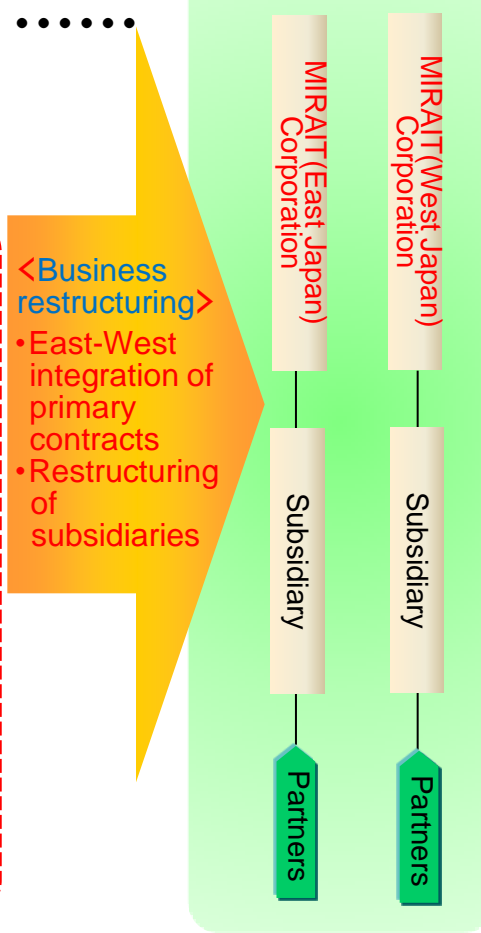 <Business
restructuring>
•East-West
integration of
primary
contracts
•Restructuring
of
subsidiaries
MIRAIT(East Japan)
Corporation
Subsidiary
Partners
MIRAIT(West Japan)
Corporation
Subsidiary
Partners